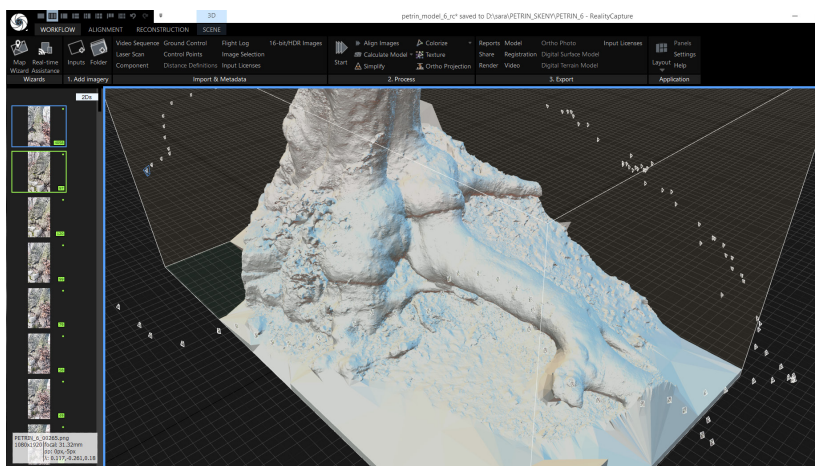 3D
petrin_model_6_rc* saved to D:\sara\PETRIN_SKENY\PETRIN_6 - RealityCapture
WORKFLOW ALIGNMENT RECONSTRUCTION SCENE
Map Wizard
Real-time Assistance
Wizards
Inputs
Folder
1. Add imagery
Video Sequence Ground Control Flight Log 16-bit/HDR Images
Laser Scan Control Points Image Selection
Component Distance Definitions Input Licenses
Import & Metadata
Start
Align Images Colorize
Calculate Model Texture
Simplify Ortho Projection
2. Process
Reports Model Ortho Photo Input Licenses
Share Registration Digital Surface Model
Render Video Digital Terrain Model
3. Export
Layout
Panels
Settings
Help
Application
2Ds
PETRIN_6_00265.png
1080x1920 focal: 31.32mm
pp: 0px,-5px